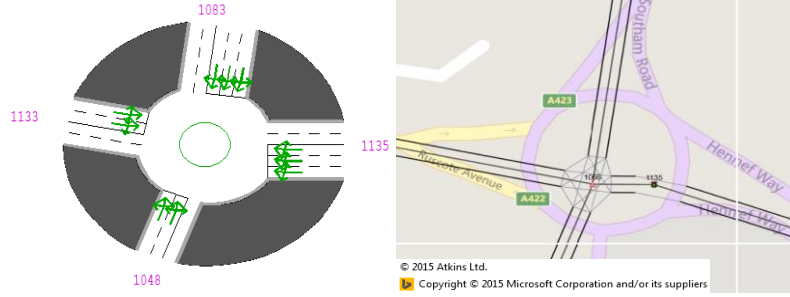 1083
1133
1135
1048
Southam Road
A423
Hennef Way
Ruscote Avenue
1135
A422
Hennef Way
© 2015 Atkins Ltd.
Copyright © 2015 Microsoft Corporation and/or its suppliers